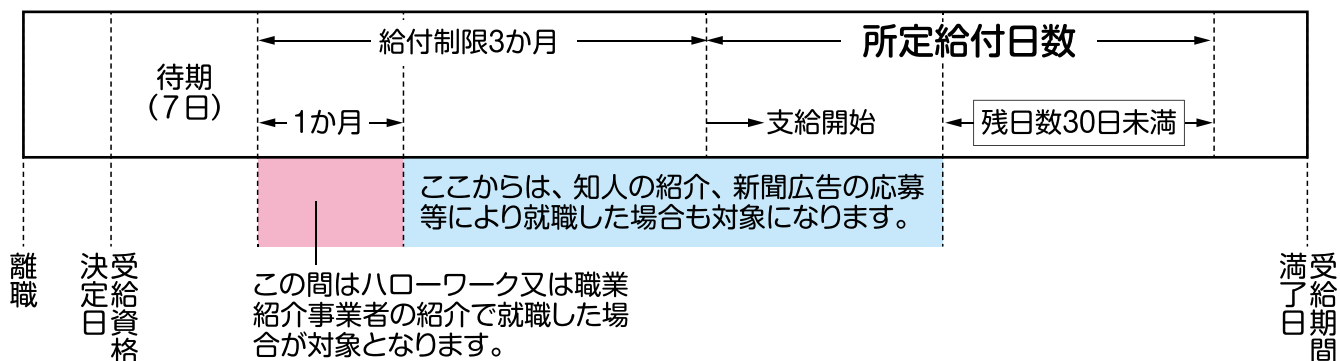 給付制限3か月
所定給付日数
待期
(7日)
1か月
支給開始
残日数30日未満
ここからは、知人の紹介、新聞広告の応募
等により就職した場合も対象になります。
この間はハローワーク又は職業
紹介事業者の紹介で就職した場
合が対象となります。
離職
受給資格
決定日
受給期間
満了日